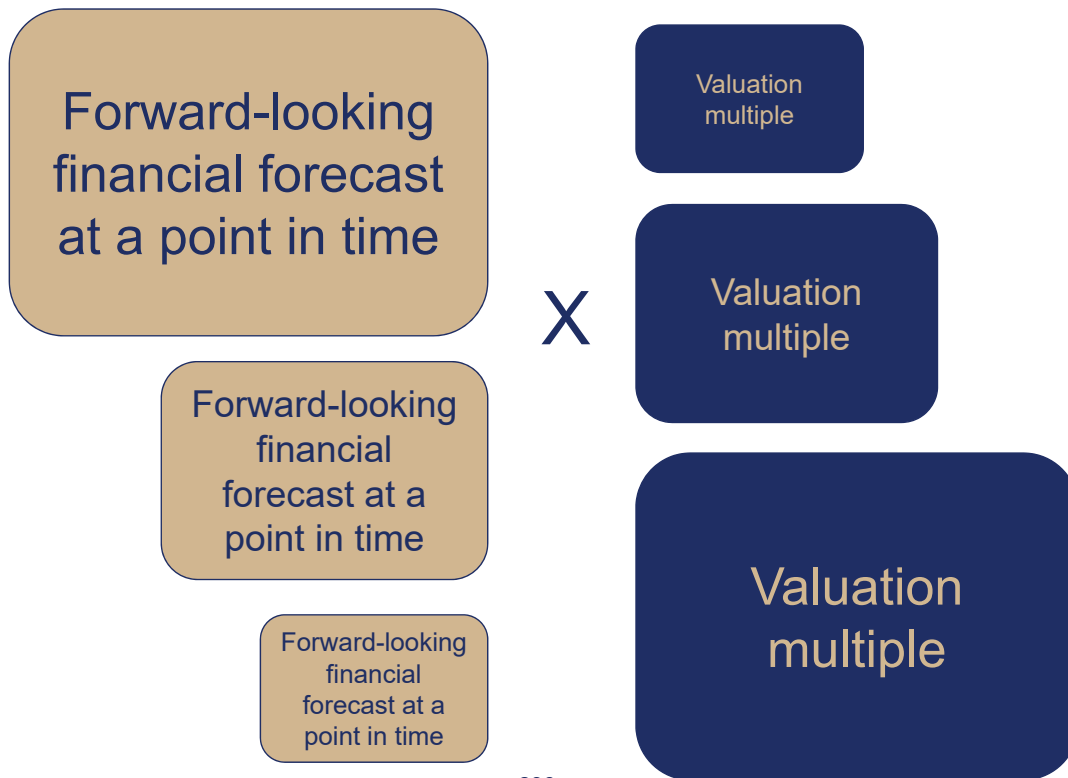 Forward-looking
financial forecast
at a point in time
Valuation
multiple
X
Valuation
multiple
Forward-looking
financial
forecast at a
point in time
Forward-looking
financial
forecast at a
point in time
Valuation
multiple